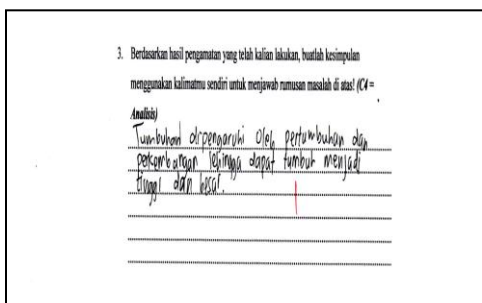 3. Berdasarkan hasil pengamatan yang telah kalian lakukan, buatlah kesimpulan
menggunakan kalimatmu sendiri untuk menjawab rumusan masalah di atas! (C4 =
Analisis)
Tumbuhan dipengaruhi oleh pertumbuhan dan
perkembangan sehingga dapat tumbuh menjadi
tinggi dan besar.